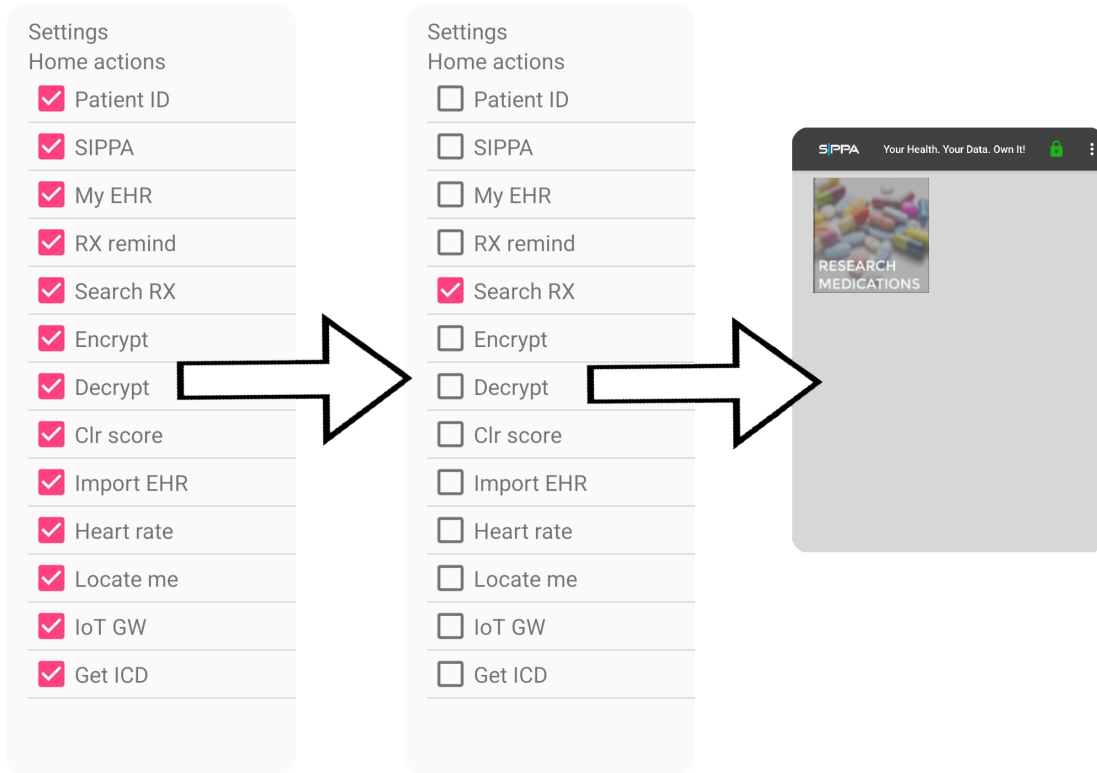 Settings
Home actions
Patient ID
SIPPA
My EHR
RX remind
Search RX
Encrypt
Decrypt
Clr score
Import EHR
Heart rate
Locate me
IoT GW
Get ICD
Settings
Home actions
Patient ID
SIPPA
My EHR
RX remind
Search RX
Encrypt
Decrypt
Clr score
Import EHR
Heart rate
Locate me
IoT GW
Get ICD
SIPPA Your Health. Your Data. Own It!
RESEARCH
MEDICATIONS